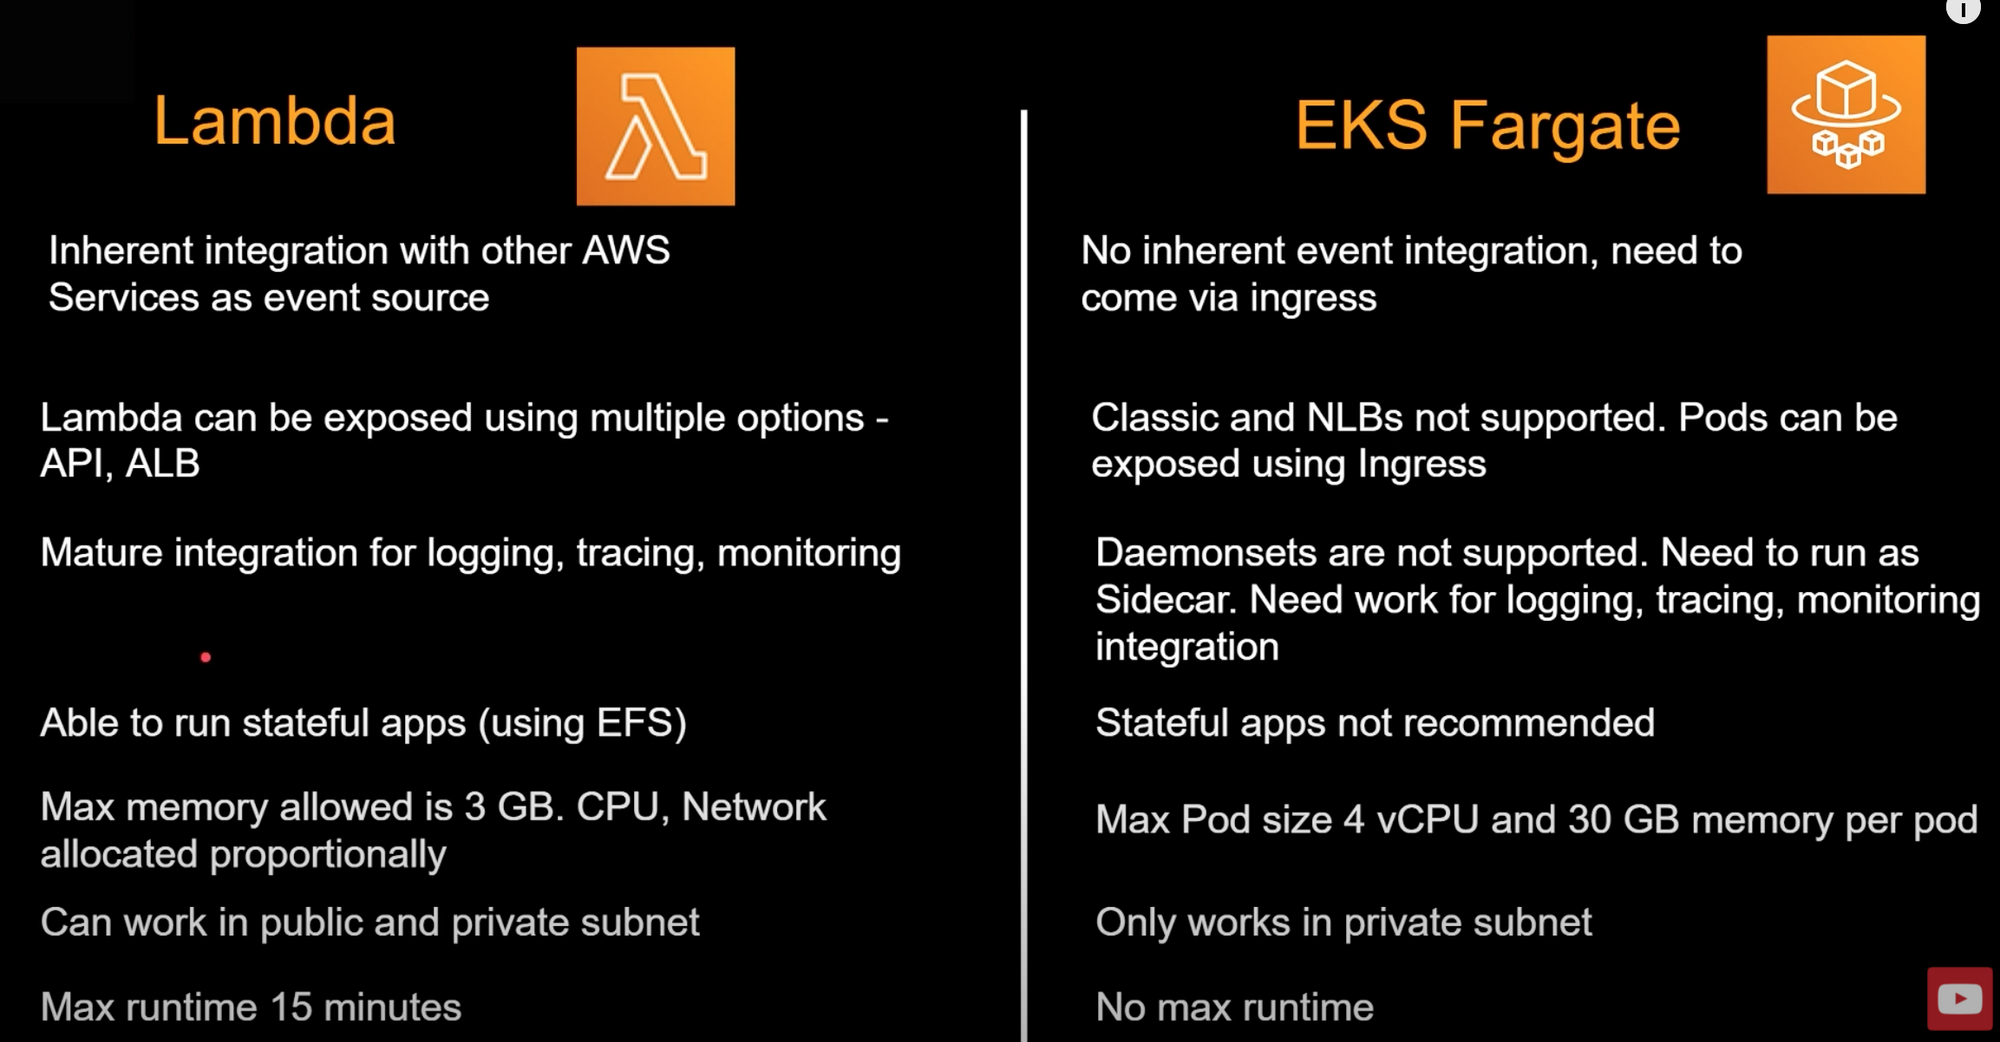 Lambda
Inherent integration with other AWS
Services as event source
Lambda can be exposed using multiple options -
API, ALB
Mature integration for logging, tracing, monitoring
Able to run stateful apps (using EFS)
Max memory allowed is 3 GB. CPU, Network
allocated proportionally
Can work in public and private subnet
Max runtime 15 minutes
EKS Fargate
No inherent event integration, need to
come via ingress
Classic and NLBs not supported. Pods can be
exposed using Ingress
Daemonsets are not supported. Need to run as
Sidecar. Need work for logging, tracing, monitoring
integration
Stateful apps not recommended
Max Pod size 4 vCPU and 30 GB memory per pod
Only works in private subnet
No max runtime